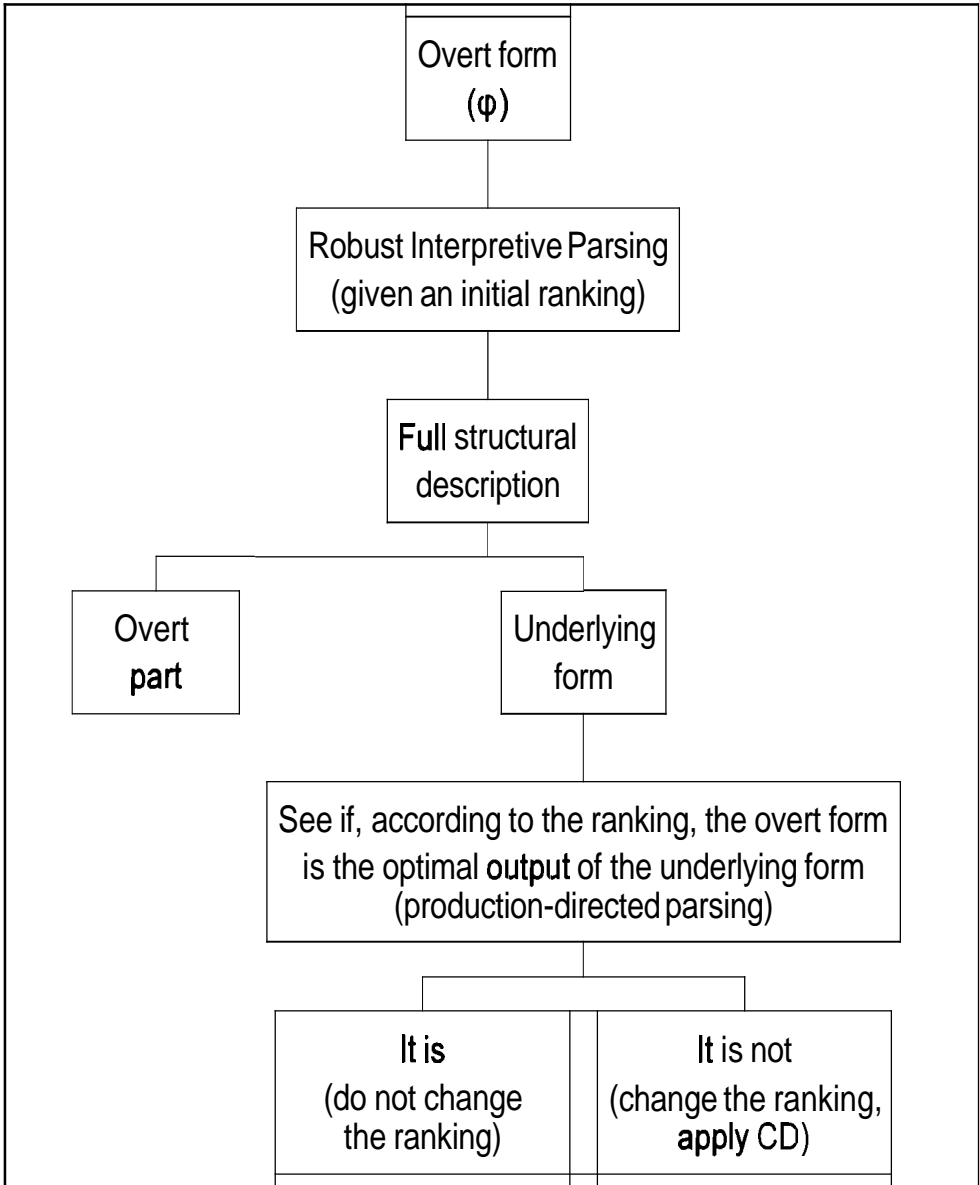 Overt form
(φ)
Robust Interpretive Parsing
(given an initial ranking)
Full structural
description
Overt
part
Underlying
form
See if, according to the ranking, the overt form
is the optimal output of the underlying form
(production-directed parsing)
It is
(do not change
the ranking)
It is not
(change the ranking,
apply CD)